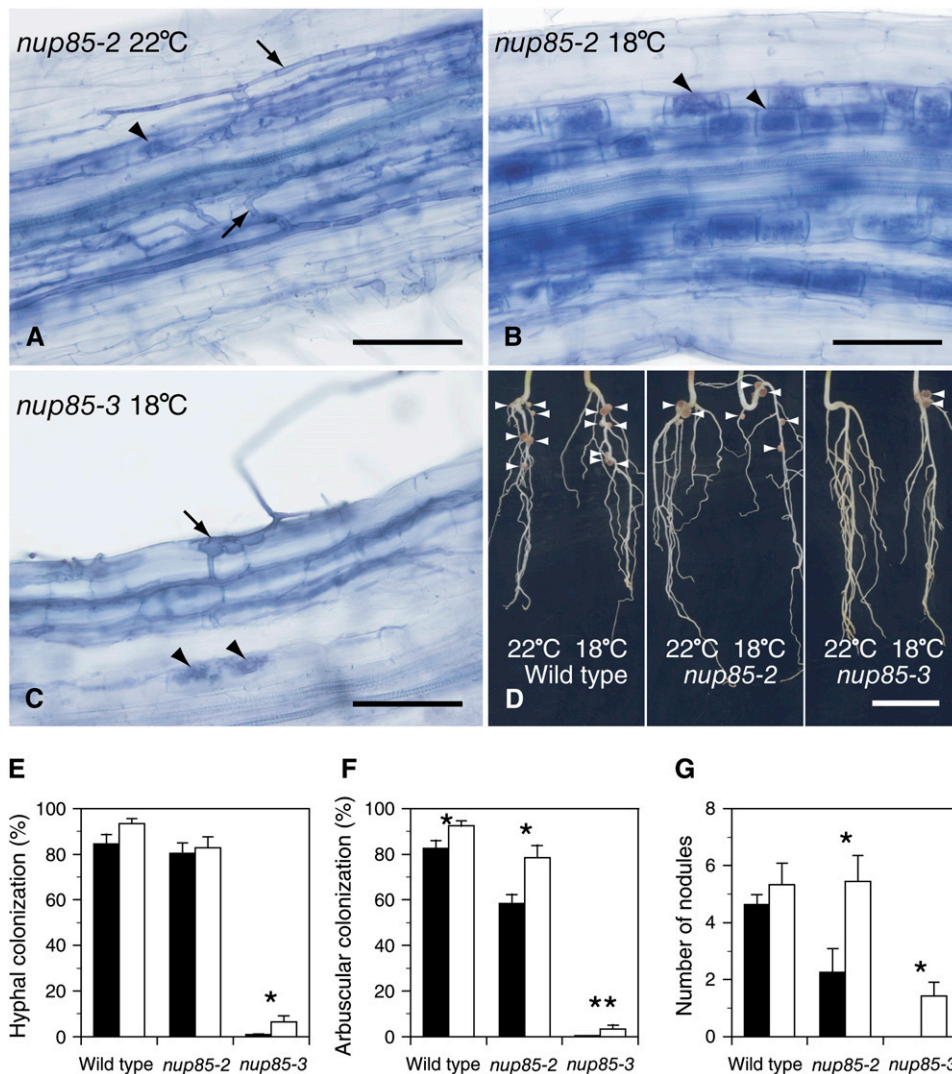 nup85-2 22°C
A
nup85-2 18°C
B
nup85-3 18°C
C
22°C 18°C
Wild type
22°C 18°C
nup85-2
22°C 18°C
nup85-3
D
E
Hyphal colonization (%)
100
80
60
40
20
0
*
Wild type nup85-2 nup85-3
F
Arbuscular colonization (%)
100
80
60
40
20
0
*
*
**
Wild type nup85-2 nup85-3
G
Number of nodules
8
6
4
2
0
*
*
Wild type nup85-2 nup85-3